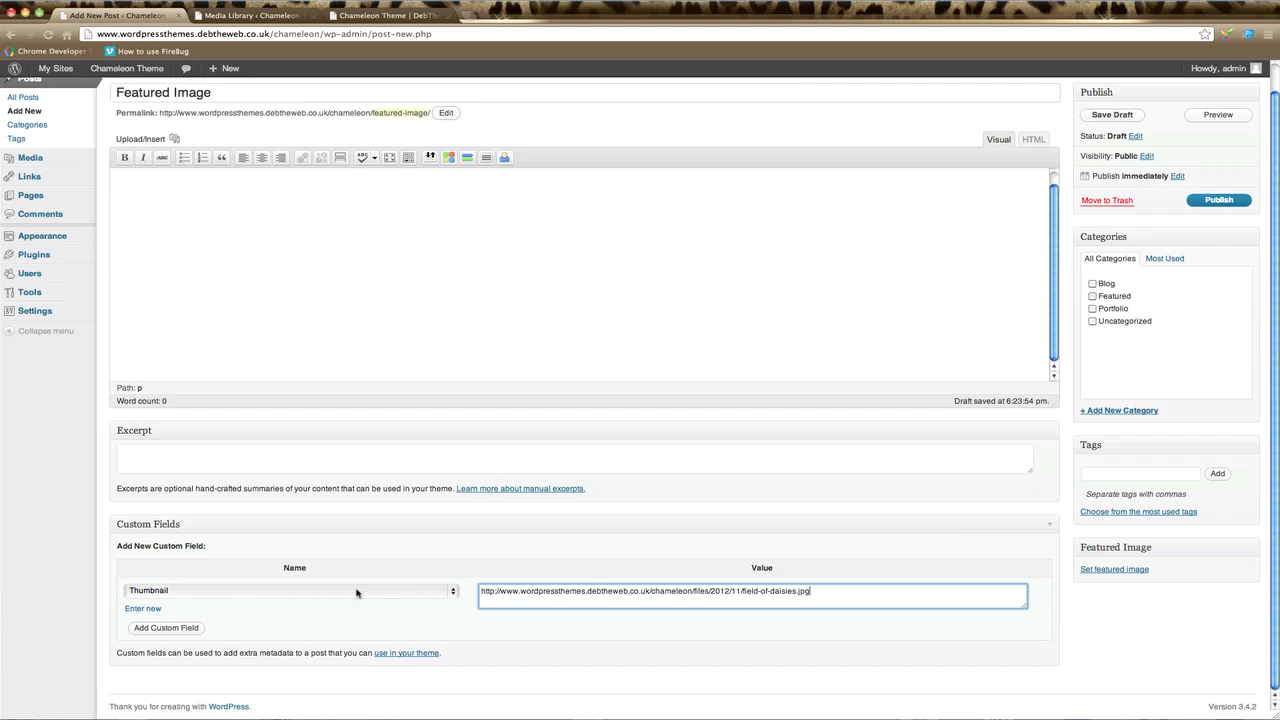 Add New Post ‹ Chameleon
Media Library ‹ Chameleon
Chameleon Theme | DebTh
www.wordpressthemes.debtheweb.co.uk/chameleon/wp-admin/post-new.php
Chrome Developer
How to use FireBug
My Sites
Chameleon Theme
+ New
Howdy, admin
Posts
All Posts
Add New
Categories
Tags
Media
Links
Pages
Comments
Appearance
Plugins
Users
Tools
Settings
Collapse menu
Featured Image
Permalink: http://www.wordpressthemes.debtheweb.co.uk/chameleon/featured-image/ Edit
Upload/Insert
Visual
HTML
B I ABC
ABC
Path: p
Word count: 0
Draft saved at 6:23:54 pm.
Excerpt
Excerpts are optional hand-crafted summaries of your content that can be used in your theme. Learn more about manual excerpts.
Custom Fields
Add New Custom Field:
Name
Value
Thumbnail
http://www.wordpressthemes.debtheweb.co.uk/chameleon/files/2012/11/field-of-daisies.jpg
Enter new
Add Custom Field
Custom fields can be used to add extra metadata to a post that you can use in your theme.
Publish
Save Draft
Preview
Status: Draft Edit
Visibility: Public Edit
Publish immediately Edit
Move to Trash
Publish
Categories
All Categories
Most Used
Blog
Featured
Portfolio
Uncategorized
+ Add New Category
Tags
Add
Separate tags with commas
Choose from the most used tags
Featured Image
Set featured image
Thank you for creating with WordPress.
Version 3.4.2